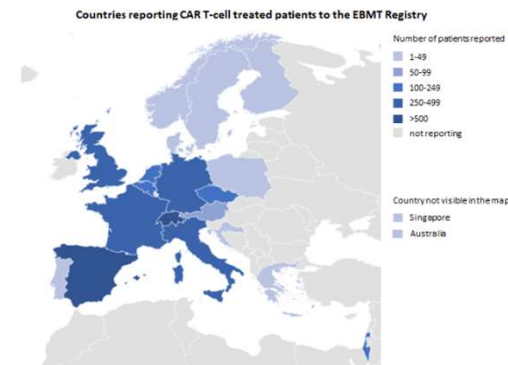 Countries reporting CAR T-cell treated patients to the EBMT Registry
Number of patients reported
1-49
50-99
100-249
250-499
>500
not reporting
Country not visible in the map
Singapore
Australia